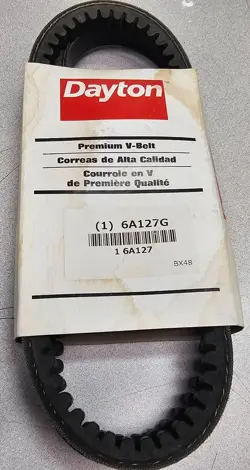 Dayton
Premium V-Belt
Correas de Alta Calidad
Courroie en V
de Première Qualité
(1) 6A127G
1 6A127
BX48